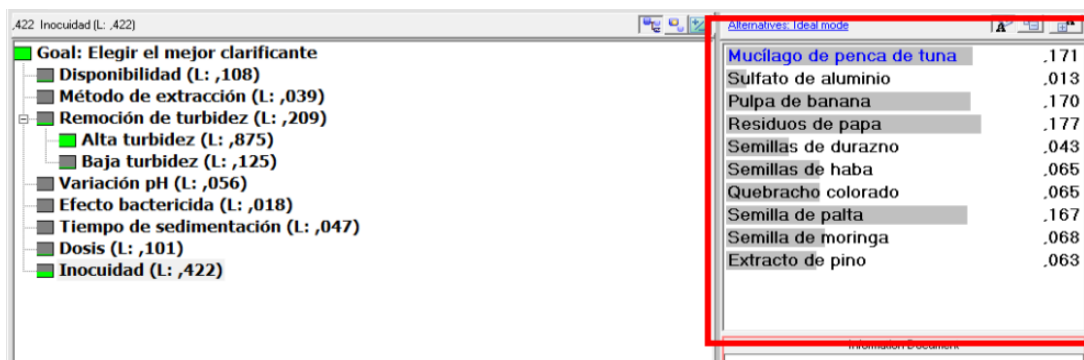 ,422 Inocuidad (L: ,422)
Goal: Elegir el mejor clarificante
Disponibilidad (L: ,108)
Método de extracción (L: ,039)
Remoción de turbidez (L: ,209)
Alta turbidez (L: ,875)
Baja turbidez (L: ,125)
Variación pH (L: ,056)
Efecto bactericida (L: ,018)
Tiempo de sedimentación (L: ,047)
Dosis (L: ,101)
Inocuidad (L: ,422)
Alternatives: Ideal mode
Mucílago de penca de tuna ,171
Sulfato de aluminio ,013
Pulpa de banana ,170
Residuos de papa ,177
Semillas de durazno ,043
Semillas de haba ,065
Quebracho colorado ,065
Semilla de palta ,167
Semilla de moringa ,068
Extracto de pino ,063
Information Document